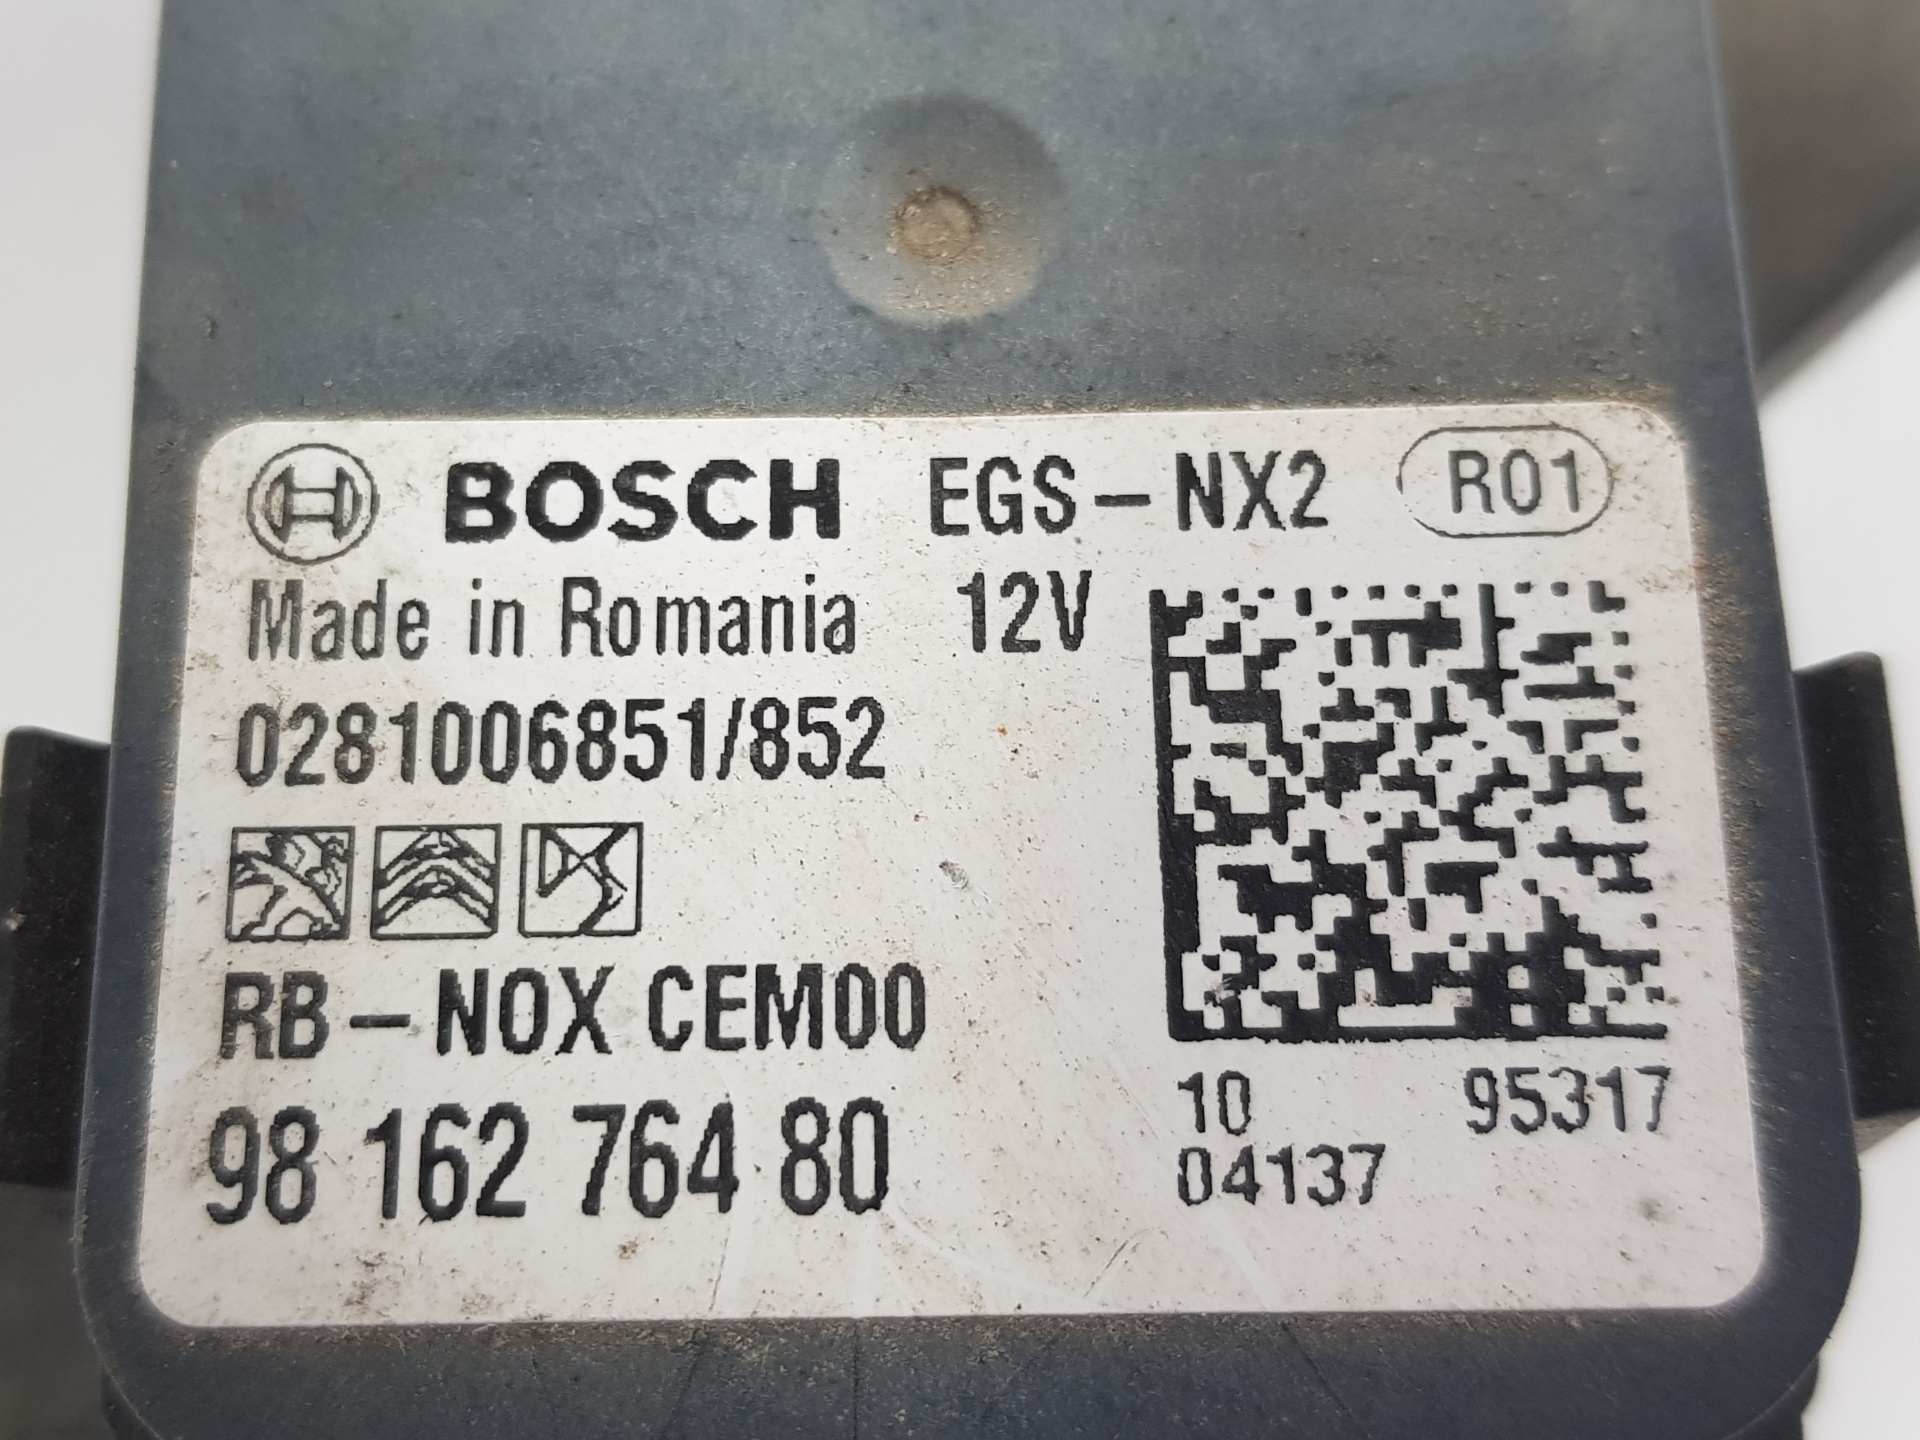 BOSCH EGS-NX2 R01
Made in Romania 12V
0281006851/852
DS
RB-NOX CEM00
98 162 764 80
10 95317
04137